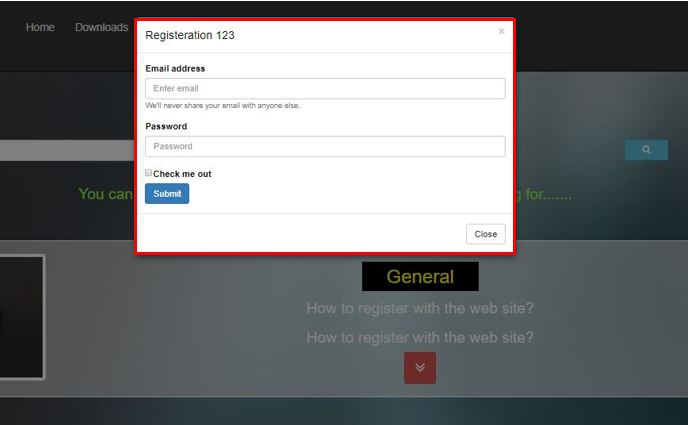 Home Downloads
Registeration 123 ×
Email address
Enter email
We'll never share your email with anyone else.
Password
Password
Check me out
Submit
Close
You can
g for.......
General
How to register with the web site?
How to register with the web site?